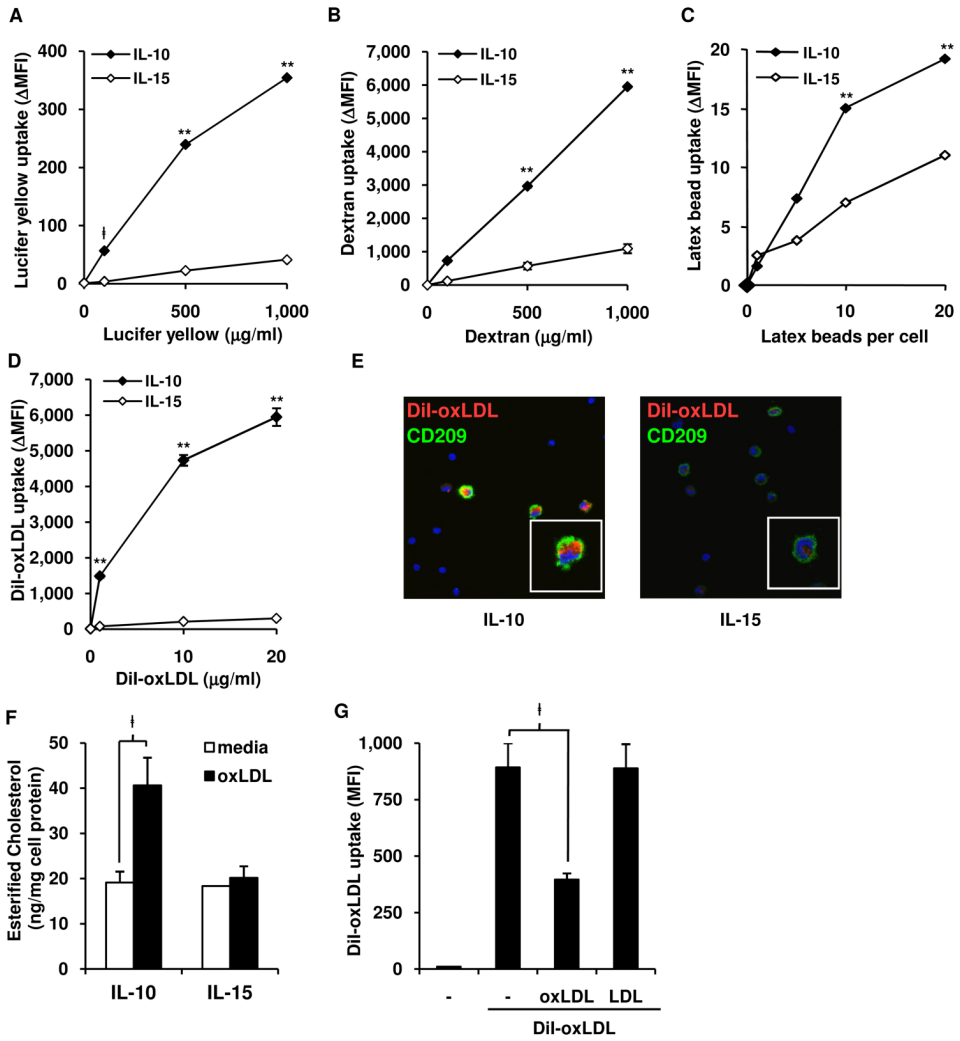 A
Lucifer yellow uptake (ΔMFI)
400
300
200
100
0
IL-10
IL-15
ǂ
**
**
0
500
1,000
Lucifer yellow (μg/ml)
B
Dextran uptake (ΔMFI)
7,000
6,000
5,000
4,000
3,000
2,000
1,000
0
IL-10
IL-15
**
**
0
500
1,000
Dextran (μg/ml)
C
Latex bead uptake (ΔMFI)
20
15
10
5
0
IL-10
IL-15
**
**
0
10
20
Latex beads per cell
D
DiI-oxLDL uptake (ΔMFI)
7,000
6,000
5,000
4,000
3,000
2,000
1,000
0
IL-10
IL-15
**
**
**
0
10
20
DiI-oxLDL (μg/ml)
E
DiI-oxLDL
CD209
IL-10
DiI-oxLDL
CD209
IL-15
F
Esterified Cholesterol
(ng/mg cell protein)
50
40
30
20
10
0
ǂ
media
oxLDL
IL-10
IL-15
G
DiI-oxLDL uptake (MFI)
1,000
750
500
250
0
ǂ
- - oxLDL LDL
DiI-oxLDL